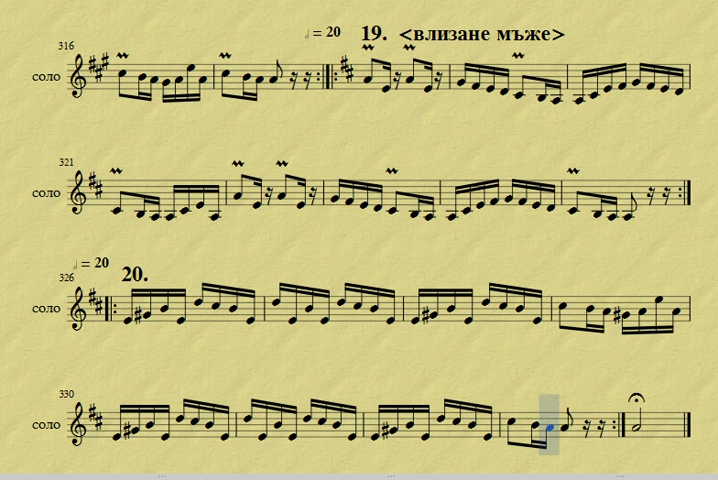 𝅗𝅥 = 20 19. <влизане мъже>
316
соло
321
соло
𝅗𝅥 = 20 20.
326
соло
330
соло